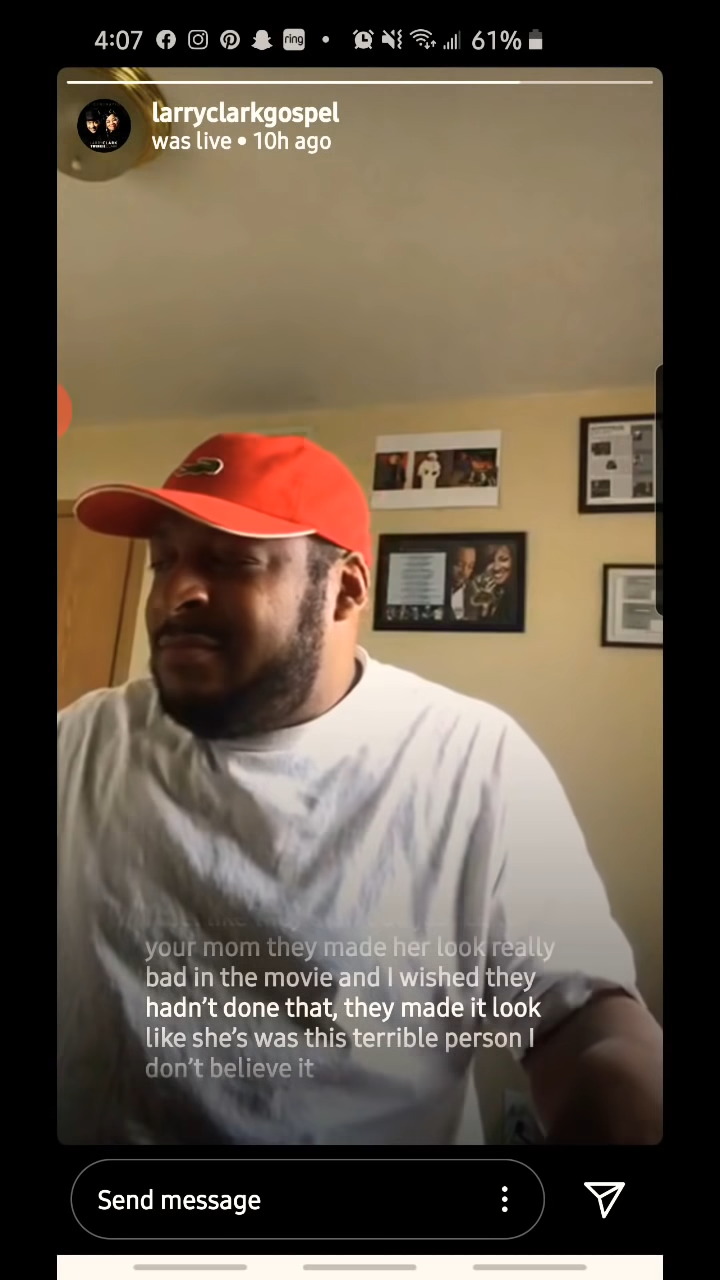 4:07
ring
61%
larryclarkgospel
was live • 10h ago
your mom they made her look really
bad in the movie and I wished they
hadn't done that, they made it look
like she's was this terrible person I
don't believe it
Send message